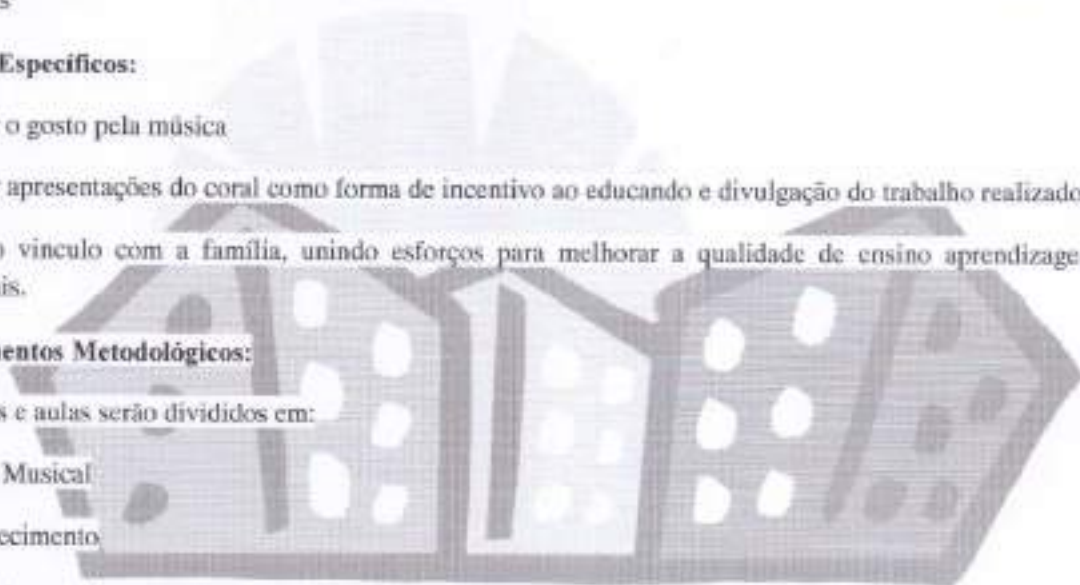 s
Específicos:
o gosto pela música
apresentações do coral como forma de incentivo ao educando e divulgação do trabalho realizado
vinculo com a família, unindo esforços para melhorar a qualidade de ensino aprendizage
is.
entos Metodológicos:
s e aulas serão divididos em:
Musical
ecimento